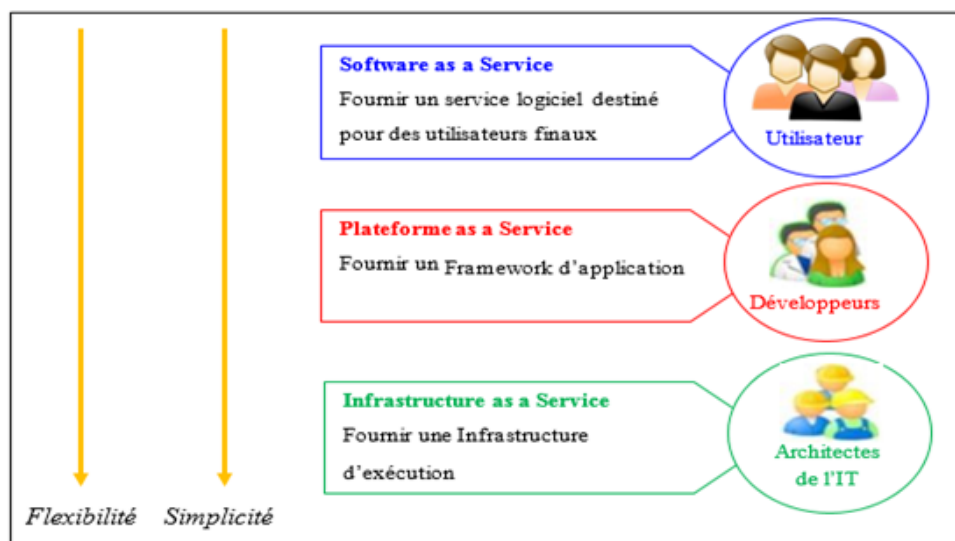 Software as a Service
Fournir un service logiciel destiné
pour des utilisateurs finaux
Utilisateur
Plateforme as a Service
Fournir un Framework d'application
Développeurs
Infrastructure as a Service
Fournir une Infrastructure
d'exécution
Architectes
de l'IT
Flexibilité Simplicité